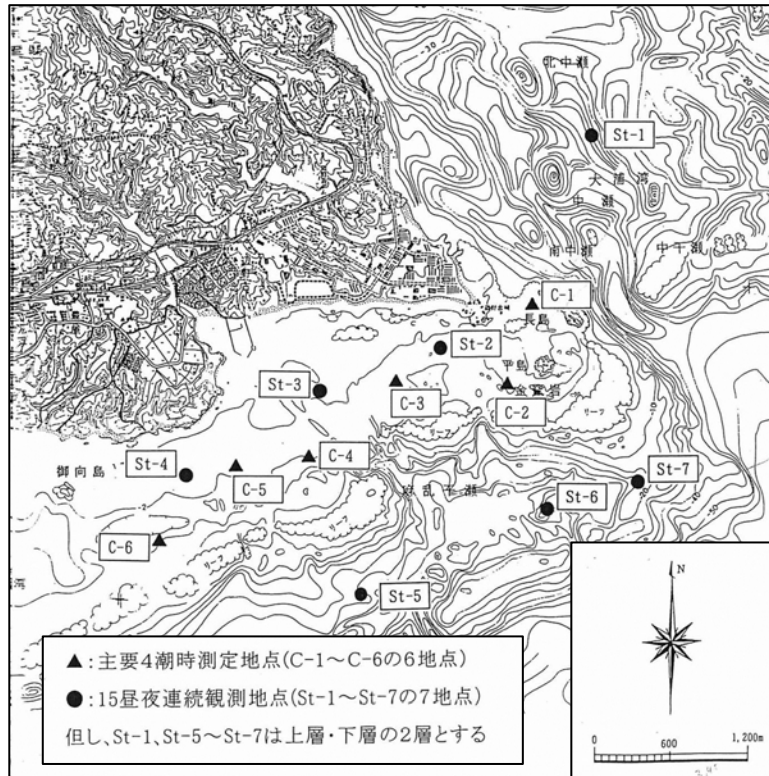 北中瀬
St-1
大浦湾
中瀬
南中瀬
中干瀬
C-1
長島
St-2
平島
St-3
C-3
C-2
リーフ
リーフ
C-4
St-4
St-7
御向島
C-5
St-6
C-6
リーフ
St-5
▲:主要4潮時測定地点(C-1～C-6の6地点)
●:15昼夜連続観測地点(St-1～St-7の7地点)
但し、St-1、St-5～St-7は上層・下層の2層とする
N
0 600 1,200m